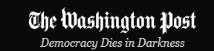 The Washington Post
Democracy Dies in Darkness